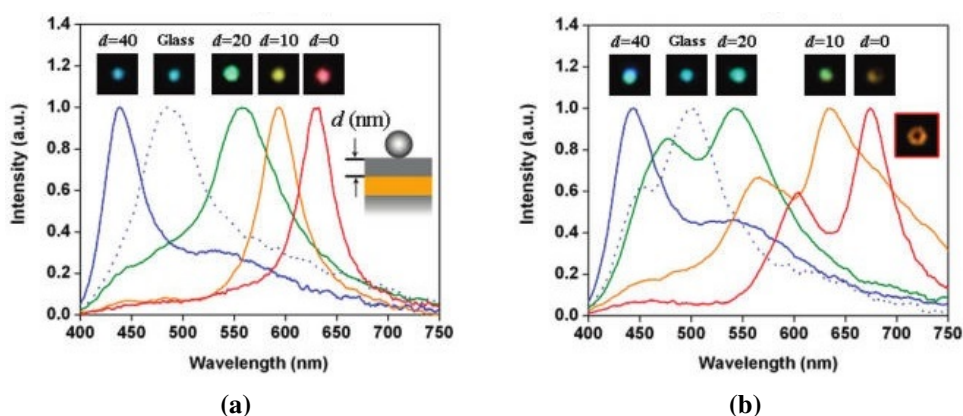 d=40 Glass d=20 d=10 d=0
1.4
1.2
1.0
0.8
0.6
0.4
0.2
0.0
Intensity (a.u.)
d (nm)
400 450 500 550 600 650 700 750
Wavelength (nm)
(a)
d=40 Glass d=20 d=10 d=0
1.4
1.2
1.0
0.8
0.6
0.4
0.2
0.0
Intensity (a.u.)
400 450 500 550 600 650 700 750
Wavelength (nm)
(b)